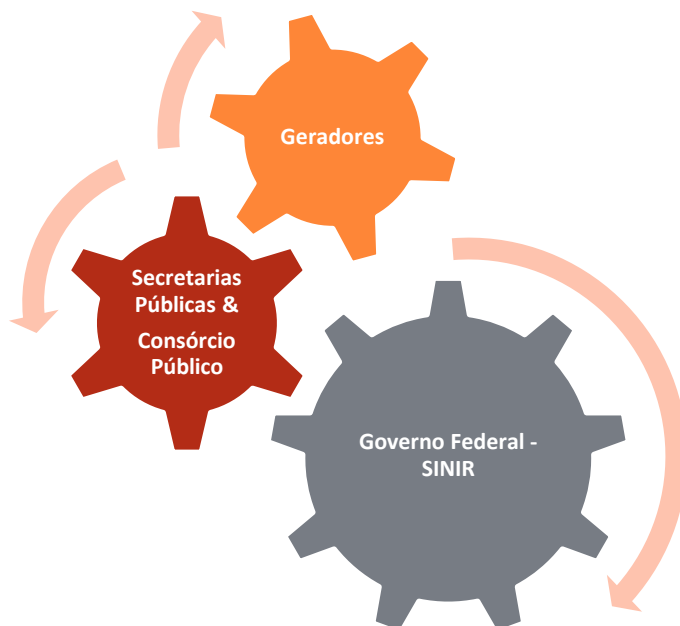 Geradores
Secretarias
Públicas &
Consórcio
Público
Governo Federal -
SINIR